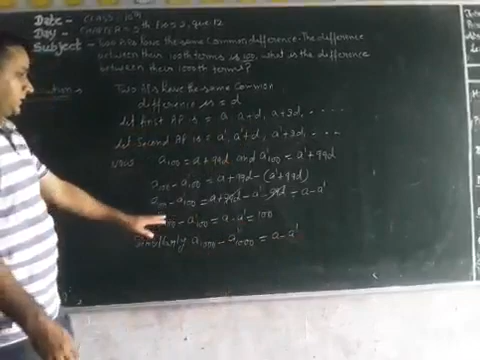 Date - CLASS : 10th
Day - CHAPTER = 5th Ex : 5.2, que 12
Subject - Two APs have the same Common difference. The difference
between their 100th terms is 100, what is the difference
between their 1000th terms?
Two APs have the same Common
difference is = d
Let first AP is = a, a+d, a+2d, .....
Let Second AP is = a', a'+d, a'+2d, ....
Now a100 = a+99d and a'100 = a'+99d
a100 - a'100 = a+99d - (a'+99d)
a100 - a'100 = a+99d - a' - 99d = a - a'
- a'100 = a - a' = 100
Similarly a1000 - a'1000 = a - a'